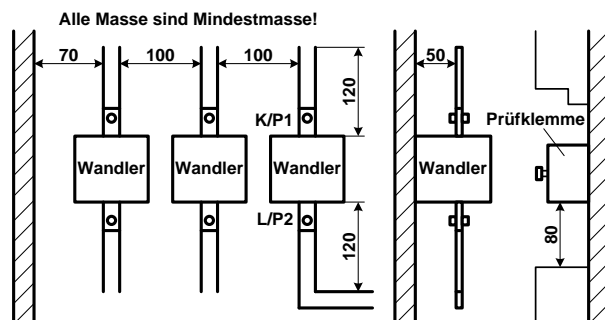 Alle Masse sind Mindestmasse!
70
100
100
120
K/P1
Wandler
Wandler
Wandler
L/P2
120
50
Wandler
Prüfklemme
80